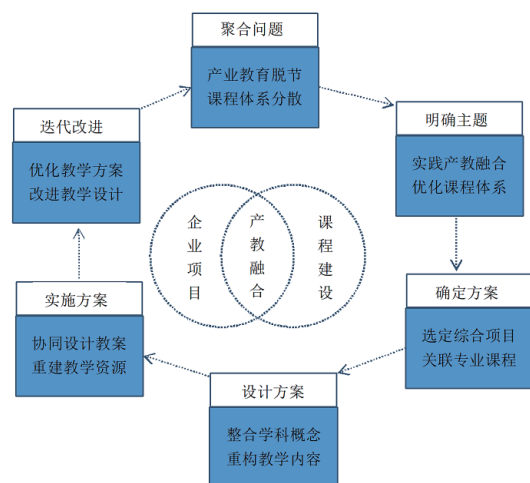 聚合问题
产业教育脱节
课程体系分散
明确主题
实践产教融合
优化课程体系
确定方案
选定综合项目
关联专业课程
设计方案
整合学科概念
重构教学内容
实施方案
协同设计教案
重建教学资源
迭代改进
优化教学方案
改进教学设计
企业项目
产教融合
课程建设